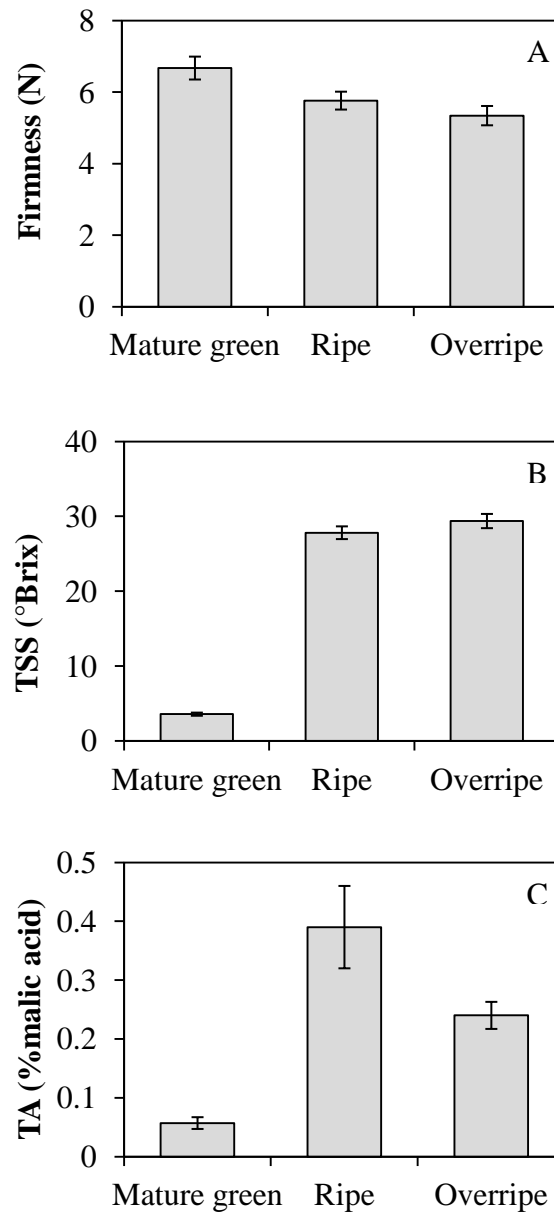 A
Firmness (N)
8
6
4
2
0
Mature green Ripe Overripe
B
TSS (°Brix)
40
30
20
10
0
Mature green Ripe Overripe
C
TA (%malic acid)
0.5
0.4
0.3
0.2
0.1
0
Mature green Ripe Overripe